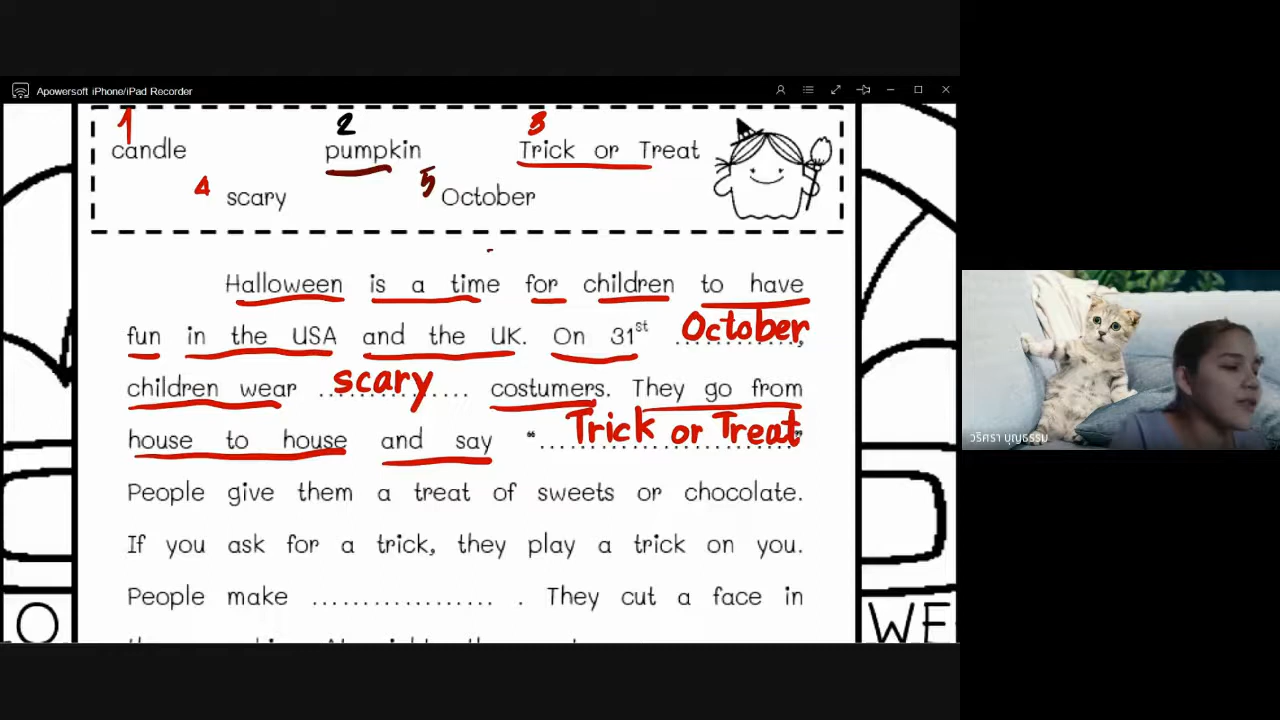 Apowersoft iPhone/iPad Recorder
1 2 3
candle pumpkin Trick or Treat
4 scary 5 October
Halloween is a time for children to have
fun in the USA and the UK. On 31st October,
children wear scary costumers. They go from
house to house and say “Trick or Treat”
People give them a treat of sweets or chocolate.
If you ask for a trick, they play a trick on you.
People make .................. . They cut a face in
วริศรา บุญธรรม
O
WE